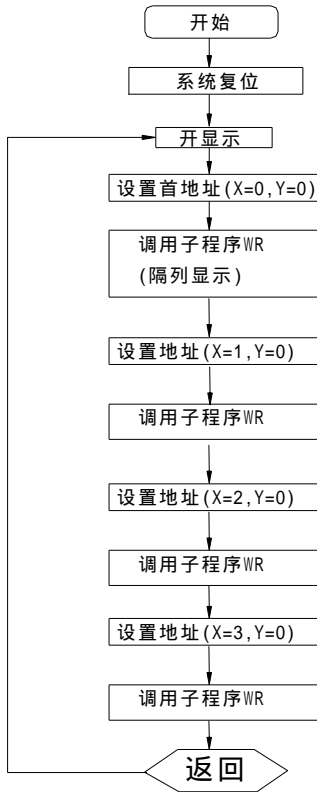 开始
系统复位
开显示
设置首地址(X=0,Y=0)
调用子程序WR
(隔列显示)
设置地址(X=1,Y=0)
调用子程序WR
设置地址(X=2,Y=0)
调用子程序WR
设置地址(X=3,Y=0)
调用子程序WR
返回